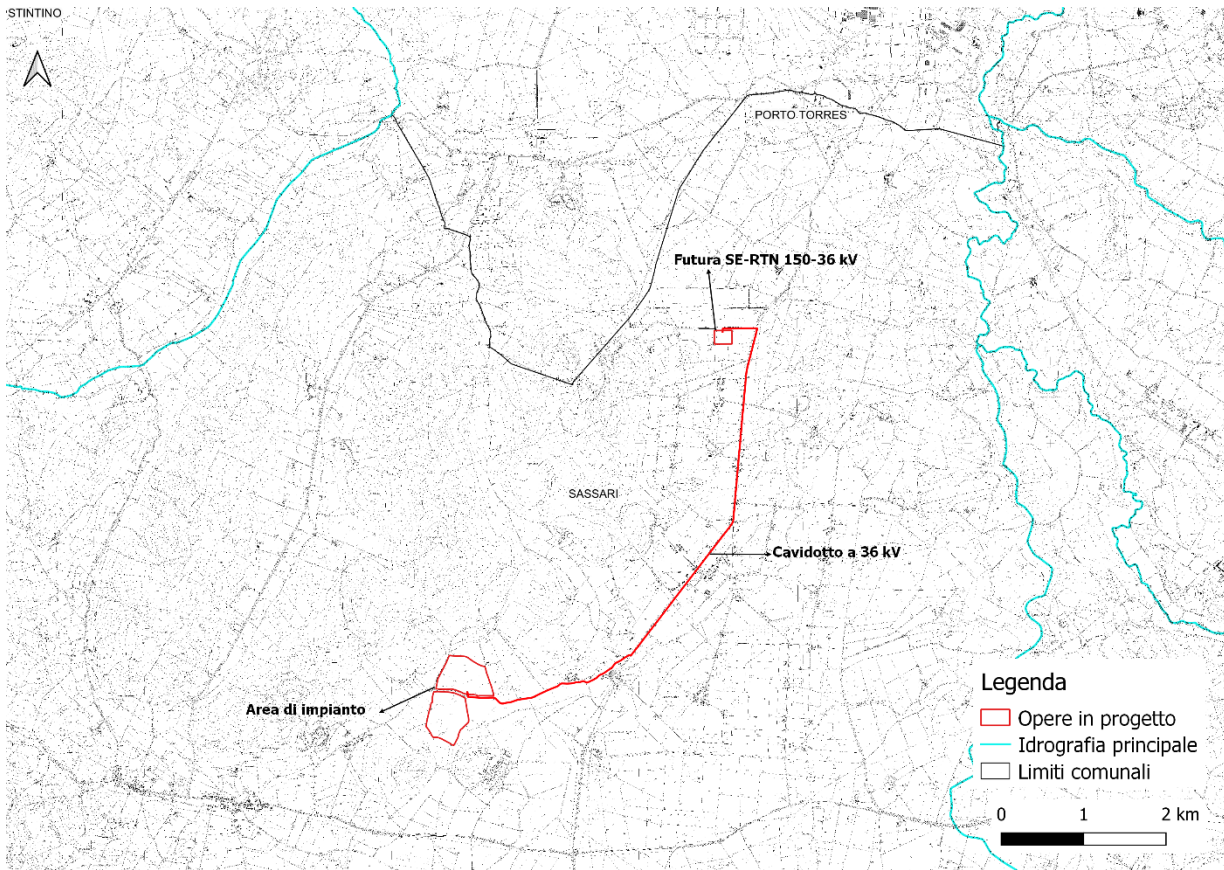 STINTINO
PORTO TORRES
Futura SE-RTN 150-36 kV
SASSARI
Cavidotto a 36 kV
Area di impianto
Legenda
Opere in progetto
Idrografia principale
Limiti comunali
0 1 2 km